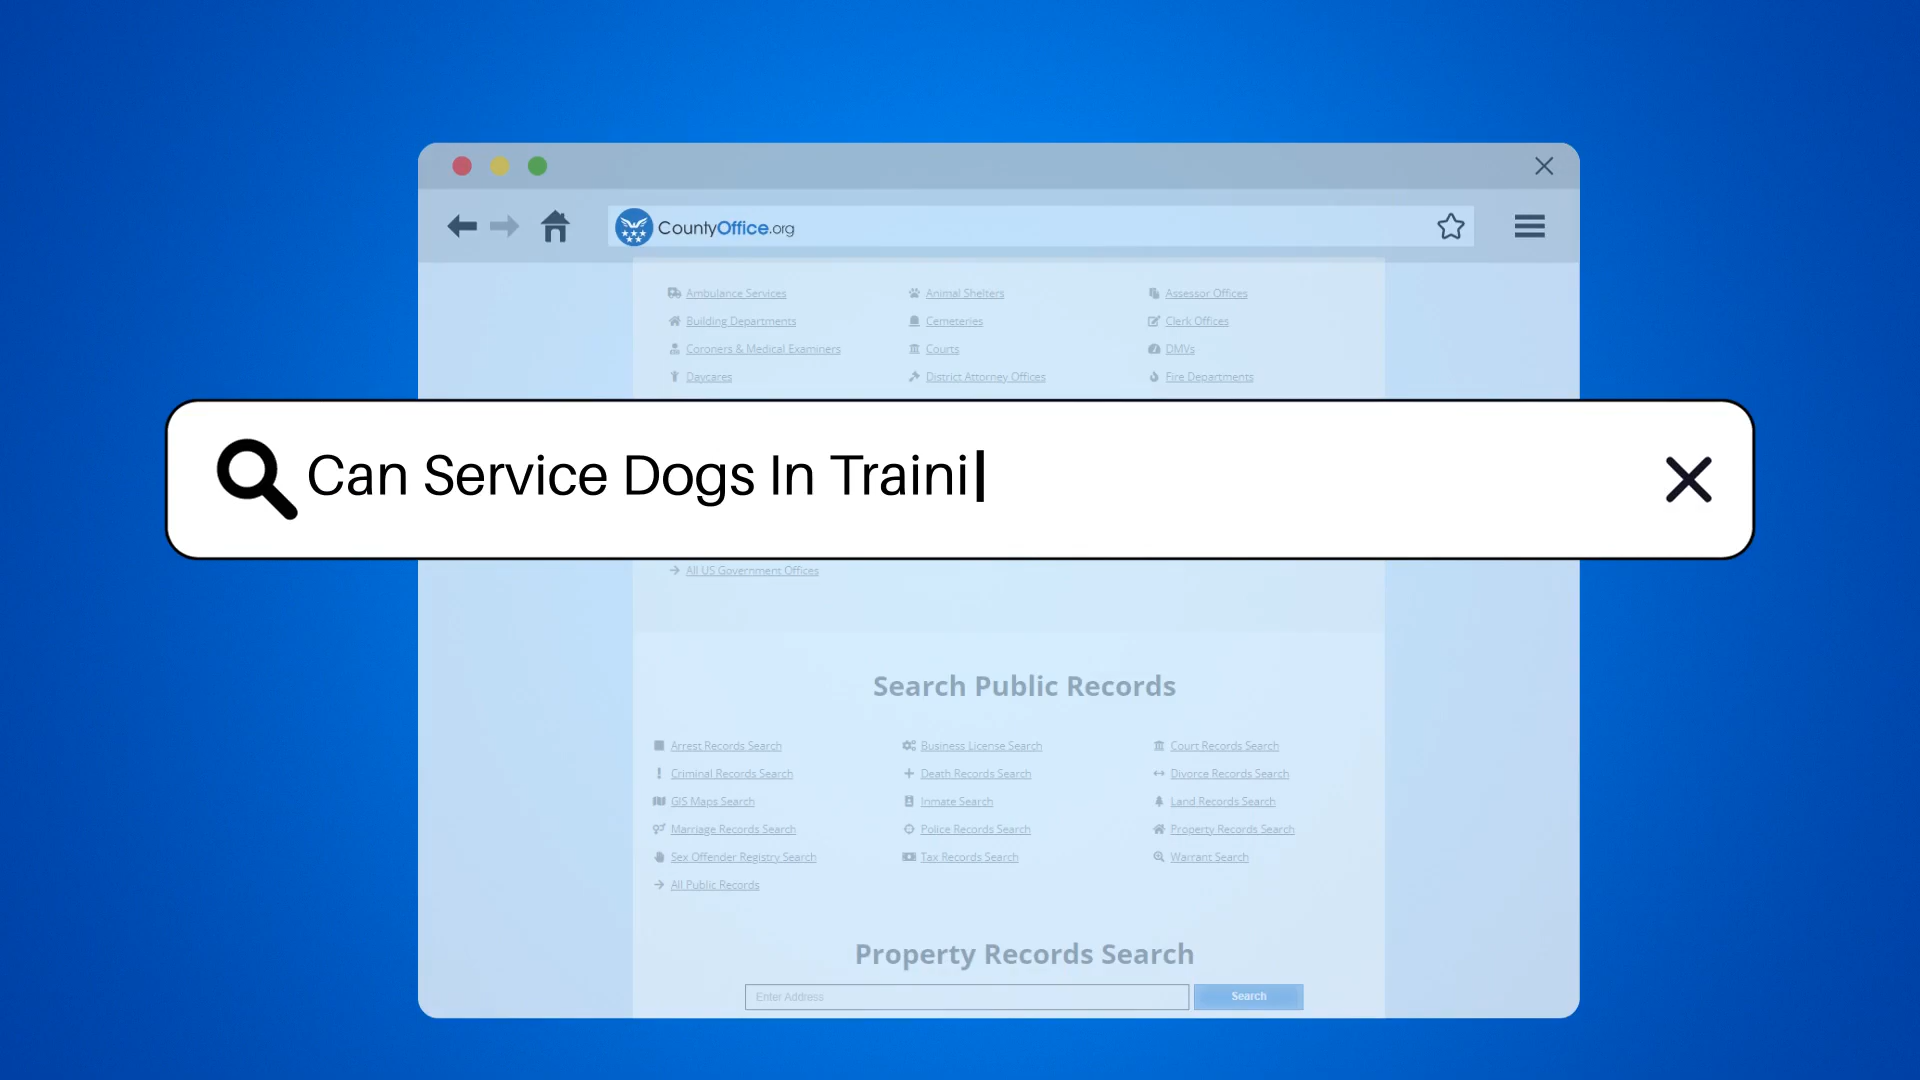 CountyOffice.org
Ambulance Services Animal Shelters Assessor Offices
Building Departments Cemeteries Clerk Offices
Coroners & Medical Examiners Courts DMVs
Daycares District Attorney Offices Fire Departments
Can Service Dogs In Traini
All US Government Offices
Search Public Records
Arrest Records Search Business License Search Court Records Search
Criminal Records Search Death Records Search Divorce Records Search
GIS Maps Search Inmate Search Land Records Search
Marriage Records Search Police Records Search Property Records Search
Sex Offender Registry Search Tax Records Search Warrant Search
All Public Records
Property Records Search
Enter Address Search